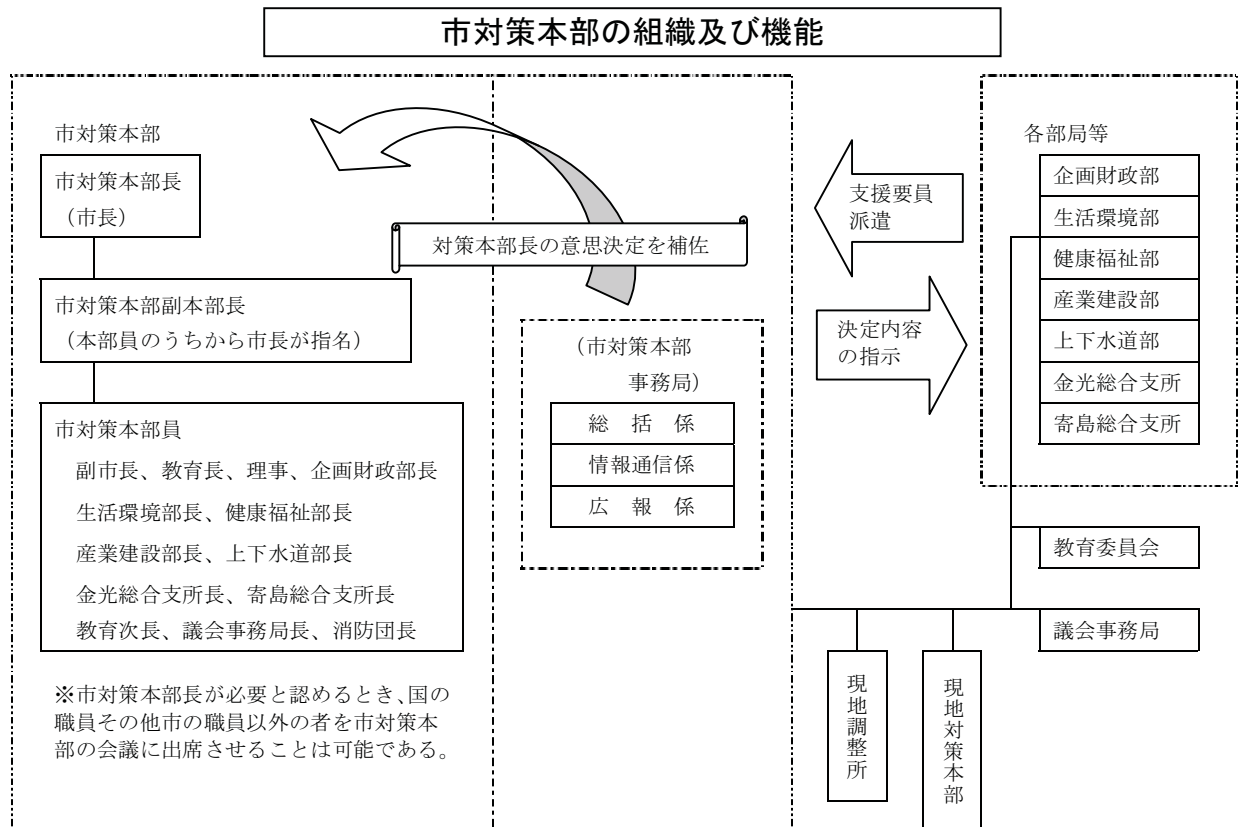 市対策本部の組織及び機能
市対策本部
市対策本部長
（市長）
市対策本部副本部長
（本部員のうちから市長が指名）
市対策本部員
副市長、教育長、理事、企画財政部長
生活環境部長、健康福祉部長
産業建設部長、上下水道部長
金光総合支所長、寄島総合支所長
教育次長、議会事務局長、消防団長
※市対策本部長が必要と認めるとき、国の
職員その他市の職員以外の者を市対策本
部の会議に出席させることは可能である。
対策本部長の意思決定を補佐
（市対策本部
事務局）
総　括　係
情報通信係
広　報　係
支援要員
派遣
決定内容
の指示
各部局等
企画財政部
生活環境部
健康福祉部
産業建設部
上下水道部
金光総合支所
寄島総合支所
教育委員会
議会事務局
現地調整所
現地対策本部